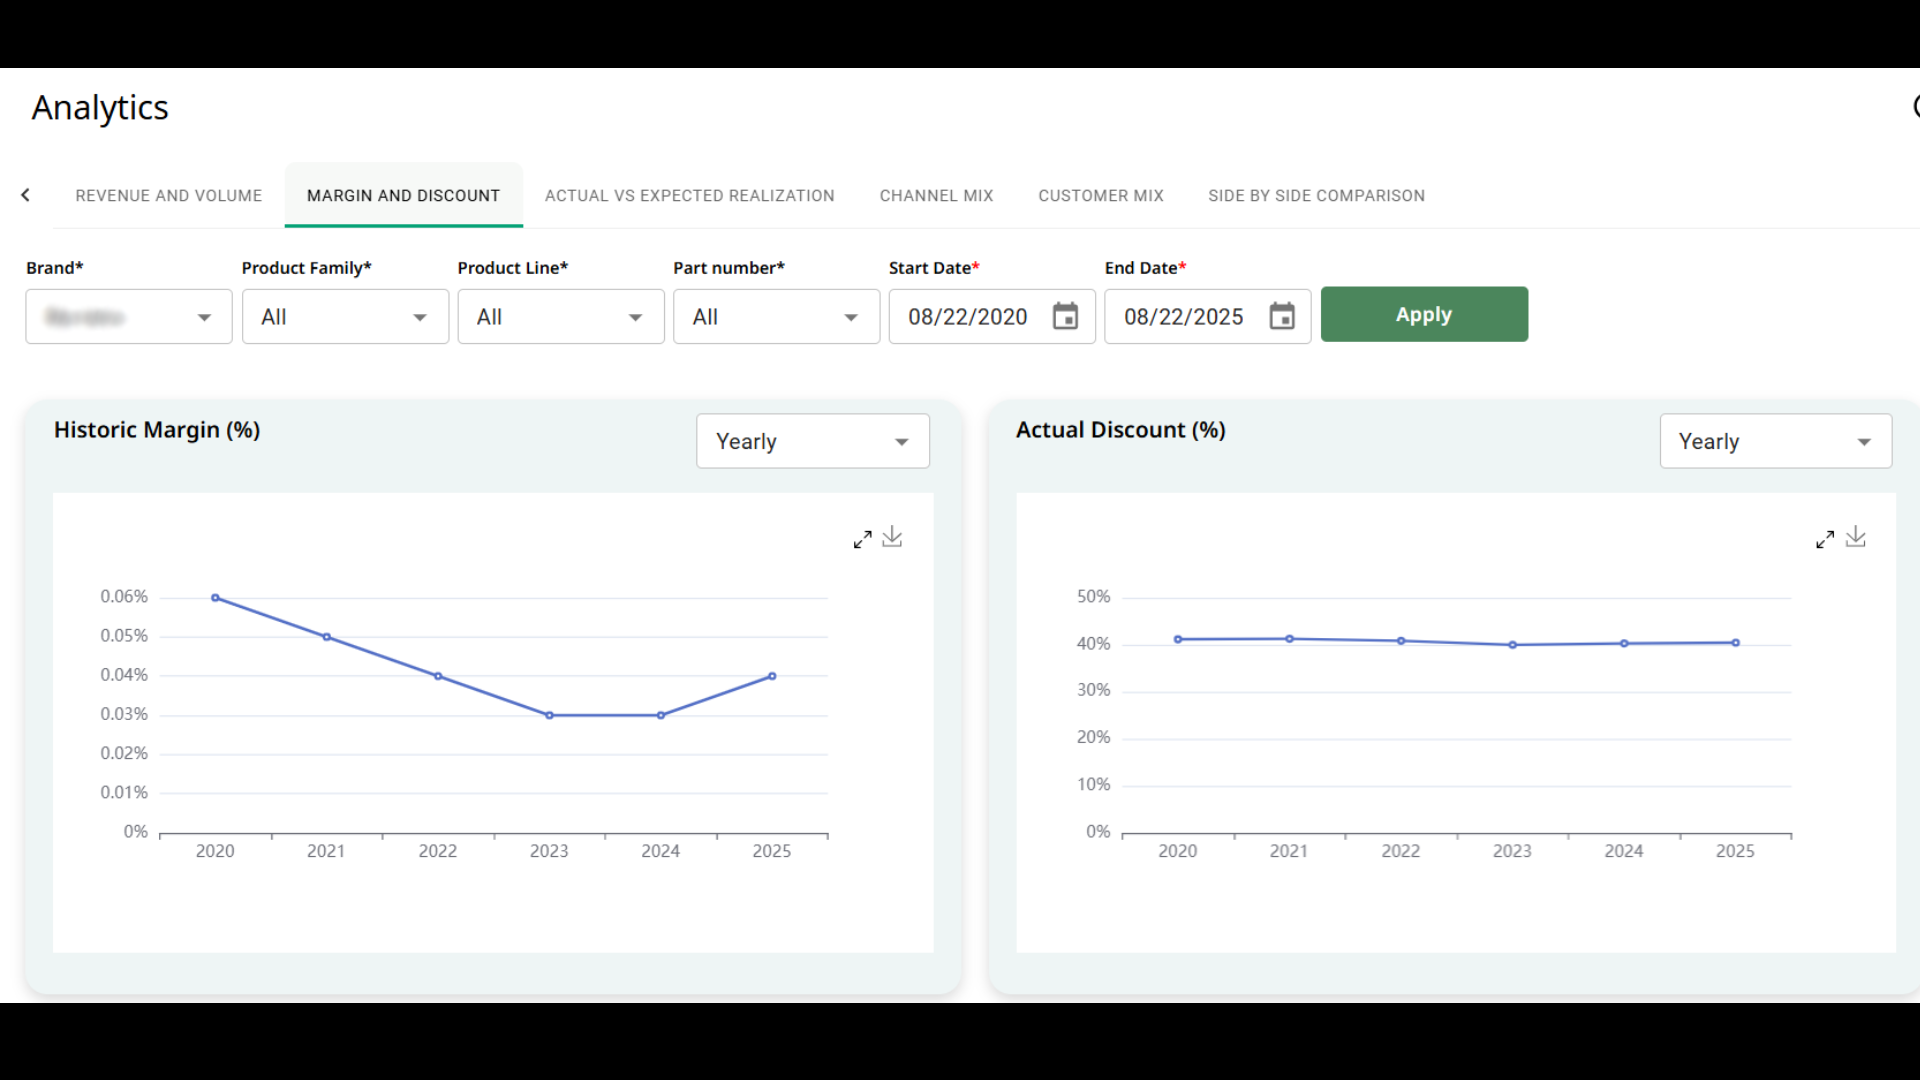 Analytics
REVENUE AND VOLUME MARGIN AND DISCOUNT ACTUAL VS EXPECTED REALIZATION CHANNEL MIX CUSTOMER MIX SIDE BY SIDE COMPARISON
Brand* Product Family* Product Line* Part number* Start Date* End Date*
All All All 08/22/2020 08/22/2025 Apply
Historic Margin (%) Yearly
0.06%
0.05%
0.04%
0.03%
0.02%
0.01%
0%
2020 2021 2022 2023 2024 2025
Actual Discount (%) Yearly
50%
40%
30%
20%
10%
0%
2020 2021 2022 2023 2024 2025